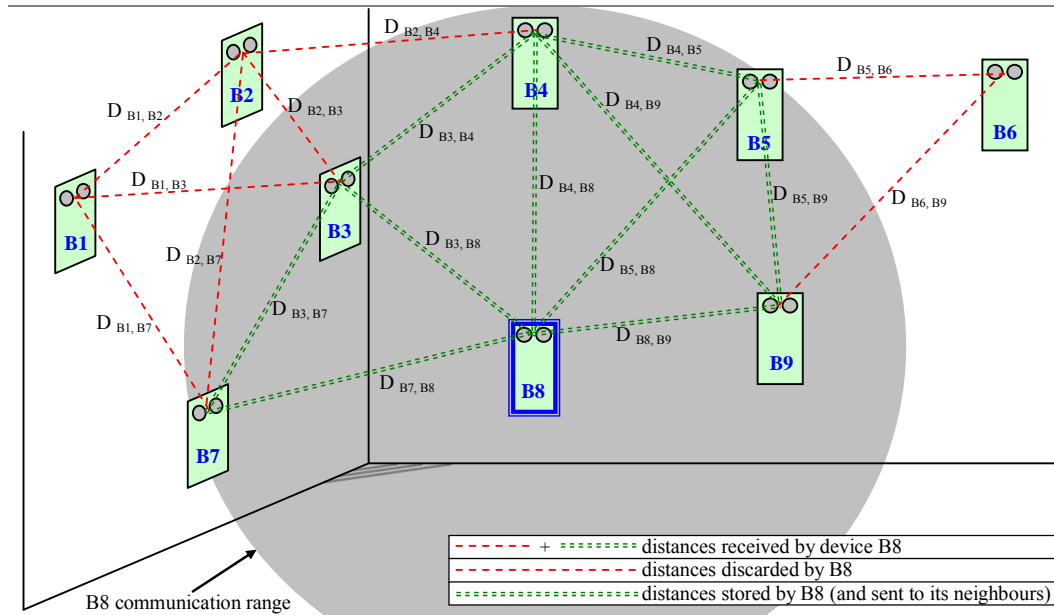 D B2, B4
B2
B4
D B4, B5
D B5, B6
D B1, B2
D B2, B3
D B4, B9
B5
B6
D B3, B4
D B1, B3
D B4, B8
D B5, B9
D B6, B9
B1
B3
D B2, B7
D B3, B8
D B5, B8
D B3, B7
D B1, B7
D B8, B9
B9
D B7, B8
B8
B7
+ distances received by device B8
distances discarded by B8
distances stored by B8 (and sent to its neighbours)
B8 communication range